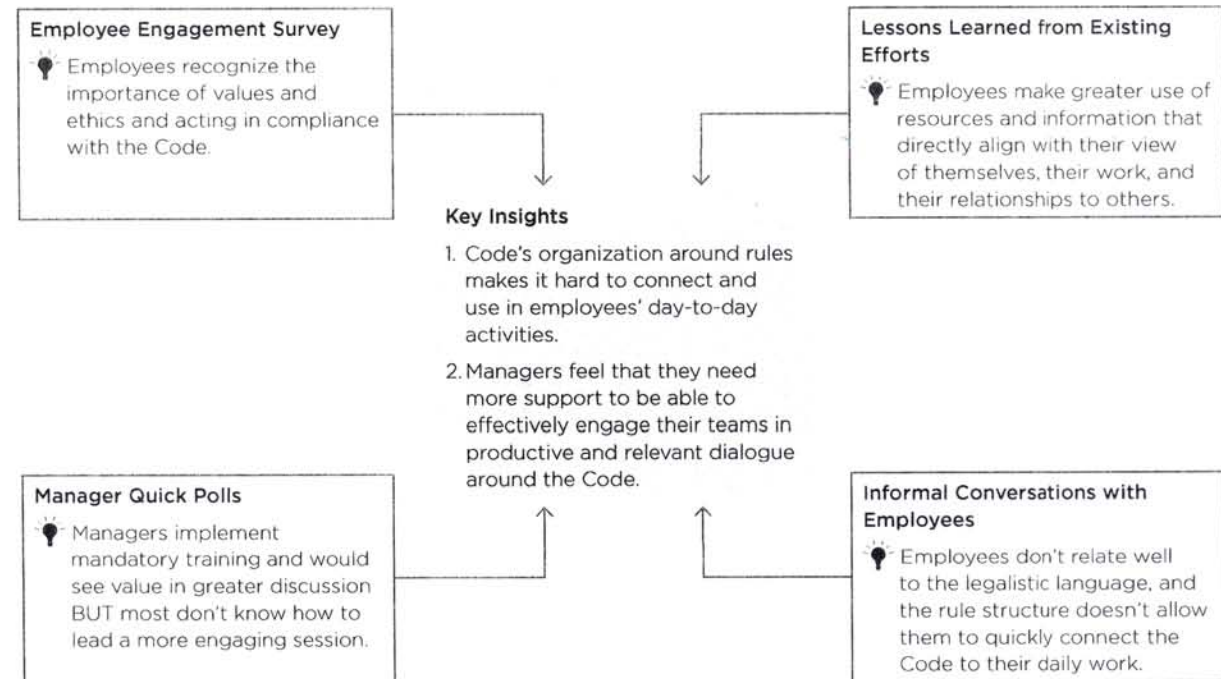 Employee Engagement Survey
Employees recognize the
importance of values and
ethics and acting in compliance
with the Code.
Lessons Learned from Existing
Efforts
Employees make greater use of
resources and information that
directly align with their view
of themselves, their work, and
their relationships to others.
Key Insights
1. Code's organization around rules
makes it hard to connect and
use in employees' day-to-day
activities.
2. Managers feel that they need
more support to be able to
effectively engage their teams in
productive and relevant dialogue
around the Code.
Manager Quick Polls
Managers implement
mandatory training and would
see value in greater discussion
BUT most don't know how to
lead a more engaging session.
Informal Conversations with
Employees
Employees don't relate well
to the legalistic language, and
the rule structure doesn't allow
them to quickly connect the
Code to their daily work.